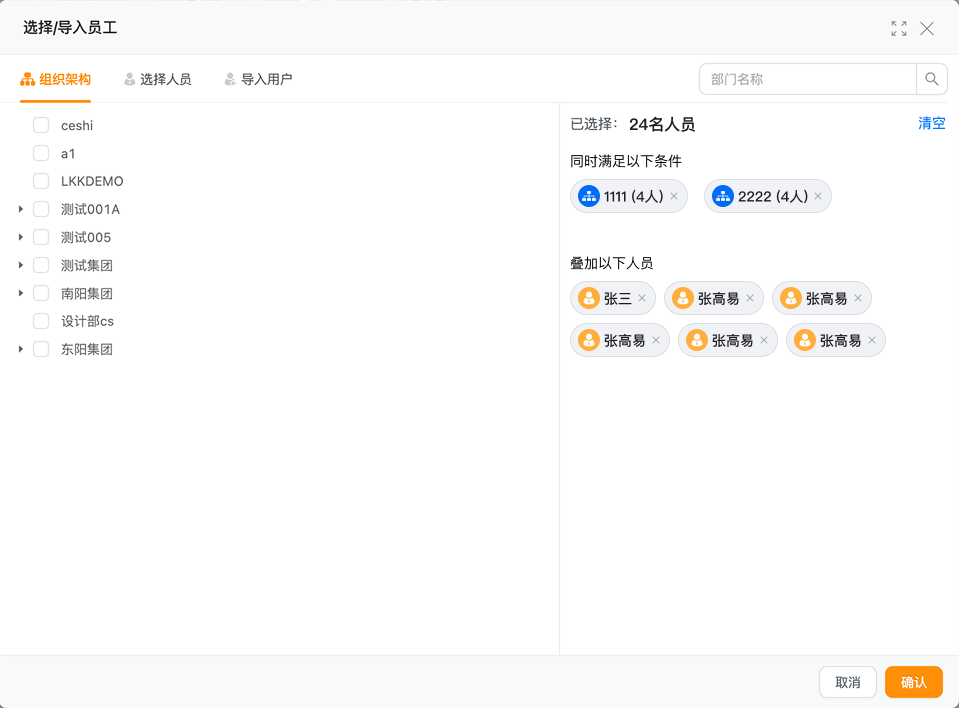 选择/导入员工
组织架构 选择人员 导入用户 部门名称
ceshi
a1
LKKDEMO
测试001A
测试005
测试集团
南阳集团
设计部cs
东阳集团
已选择： 24名人员 清空
同时满足以下条件
1111 (4人) 2222 (4人)
叠加以下人员
张三 张高易 张高易
张高易 张高易 张高易
取消 确认